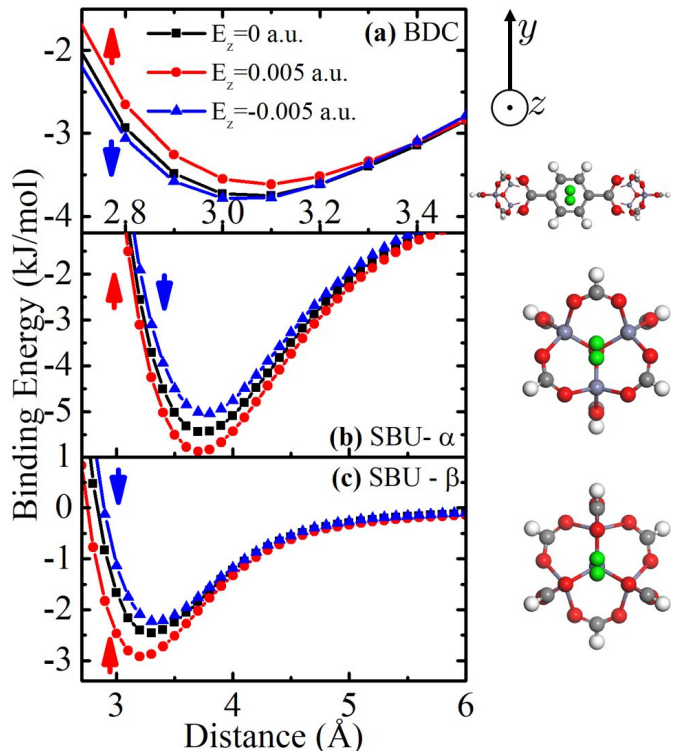 (a) BDC
E_z=0 a.u.
E_z=0.005 a.u.
E_z=-0.005 a.u.
-2
-3
-4
2.8 3.0 3.2 3.4
-2
-3
-4
-5
(b) SBU- α
1
0
-1
-2
-3
(c) SBU - β
3 4 5 6
Distance (Å)
Binding Energy (kJ/mol)
y
z